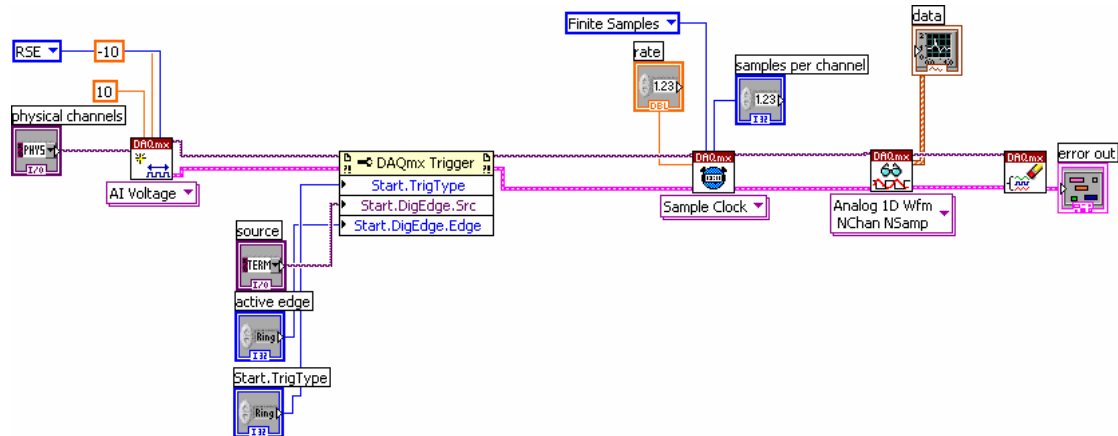 Finite Samples
data
RSE
-10
rate
samples per channel
10
1.23
DBL
1.23
I32
physical channels
PHYS
I/O
DAQmx
AI Voltage
DAQmx Trigger
Start.TrigType
Start.DigEdge.Src
Start.DigEdge.Edge
DAQmx
Sample Clock
DAQmx
Analog 1D Wfm
NChan NSamp
DAQmx
error out
source
TERM
I/O
active edge
Ring
I32
Start.TrigType
Ring
I32